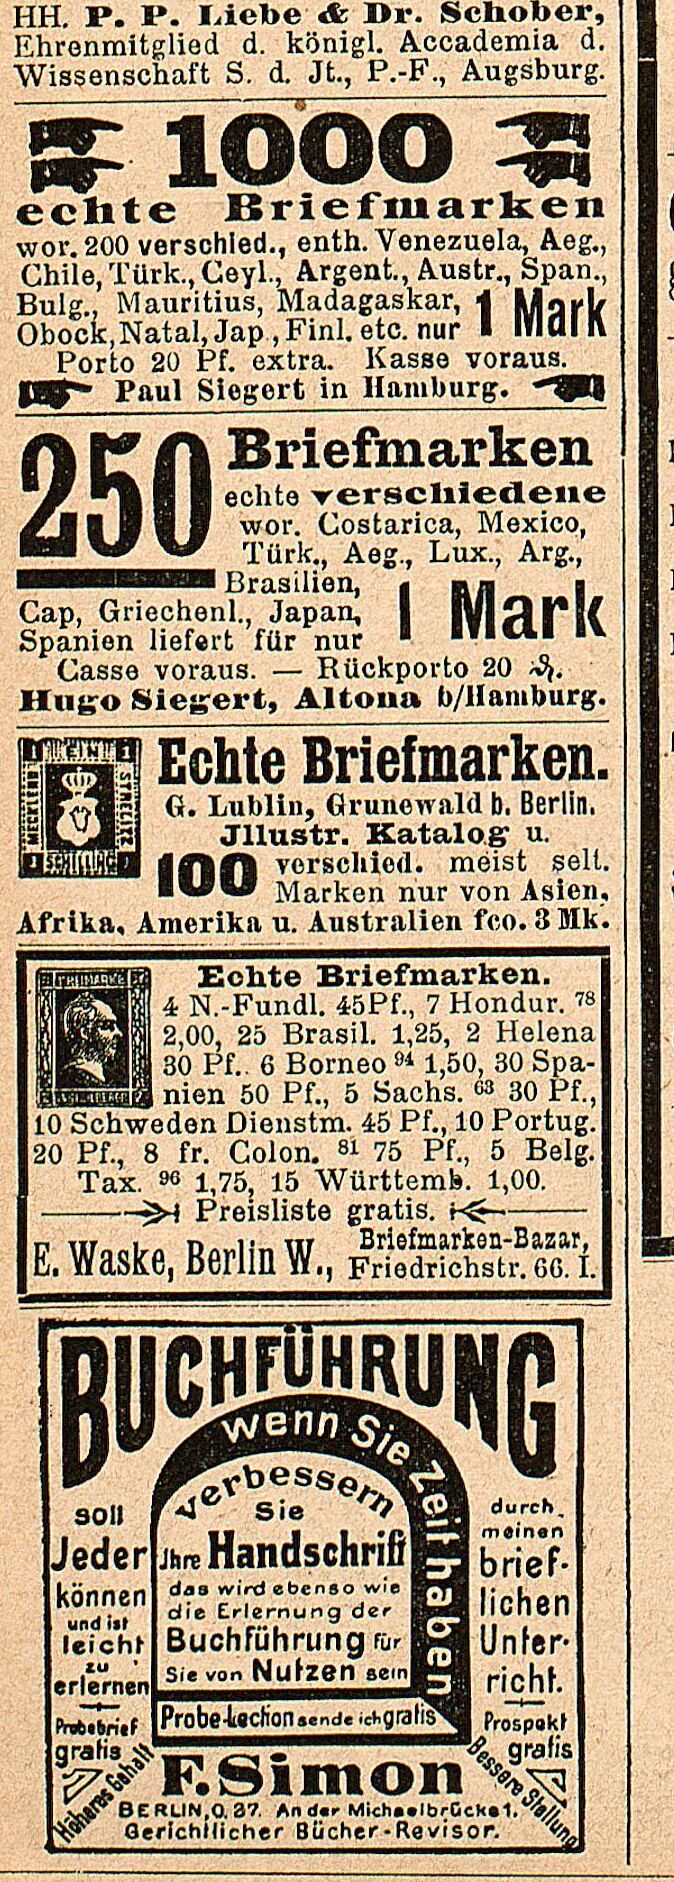 HH. P. P. Liebe & Dr. Schober,
Ehrenmitglied d. königl. Accademia d.
Wissenschaft S. d. Jt., P.-F., Augsburg.
1000
echte Briefmarken
wor. 200 verschied., enth. Venezuela, Aeg.,
Chile, Türk., Ceyl., Argent., Austr., Span.,
Bulg., Mauritius, Madagaskar,
Obock, Natal, Jap., Finl. etc. nur 1 Mark
Porto 20 Pf. extra. Kasse voraus.
Paul Siegert in Hamburg.
250 Briefmarken
echte verschiedene
wor. Costarica, Mexico,
Türk., Aeg., Lux., Arg.,
Brasilien,
Cap, Griechenl., Japan,
Spanien liefert für nur 1 Mark
Casse voraus. — Rückporto 20 ₰.
Hugo Siegert, Altona b/Hamburg.
EIN
MECKLENB
STRELITZ
SCHILLING
Echte Briefmarken.
G. Lublin, Grunewald b. Berlin.
Jllustr. Katalog u.
100 verschied. meist selt.
Marken nur von Asien,
Afrika, Amerika u. Australien fco. 3 Mk.
FREIMARKE
Echte Briefmarken.
4 N.-Fundl. 45Pf., 7 Hondur. 78
2,00, 25 Brasil. 1,25, 2 Helena
30 Pf.. 6 Borneo 94 1,50, 30 Spa-
nien 50 Pf., 5 Sachs. 63 30 Pf.,
10 Schweden Dienstm. 45 Pf., 10 Portug.
20 Pf., 8 fr. Colon. 81 75 Pf., 5 Belg.
Tax. 96 1,75, 15 Württemb. 1,00.
Preisliste gratis.
E. Waske, Berlin W., Briefmarken-Bazar,
Friedrichstr. 66. I.
BUCHFÜHRUNG
soll
Jeder
können
und ist
leicht
zu
erlernen
Probebrief
gratis
wenn Sie Zeit haben
verbessern
Sie
Jhre Handschrift
das wird ebenso wie
die Erlernung der
Buchführung für
Sie von Nutzen sein
Probe-Lection sende ich gratis
durch
meinen
brief-
lichen
Unter-
richt.
Prospekt
gratis
Höheres Gehalt
Bessere Stellung
F. Simon
BERLIN, O. 27. An der Michaelbrücke 1.
Gerichtlicher Bücher-Revisor.